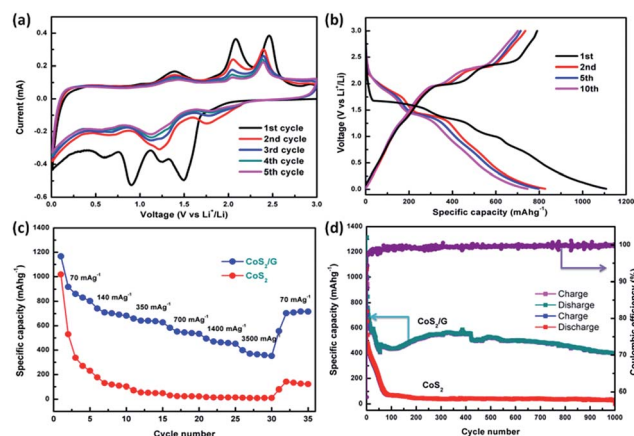 (a)
Current (mA)
0.4
0.2
0.0
-0.2
-0.4
-0.6
1st cycle
2nd cycle
3rd cycle
4th cycle
5th cycle
0.0 0.5 1.0 1.5 2.0 2.5 3.0
Voltage (V vs Li⁺/Li)
(b)
Voltage (V vs Li⁺/Li)
3.0
2.5
2.0
1.5
1.0
0.5
0.0
1st
2nd
5th
10th
0 200 400 600 800 1000 1200
Specific capacity (mAhg⁻¹)
(c)
Specific capacity (mAhg⁻¹)
1400
1200
1000
800
600
400
200
0
CoS₂/G
CoS₂
70 mAg⁻¹
140 mAg⁻¹
350 mAg⁻¹
700 mAg⁻¹
1400 mAg⁻¹
3500 mAg⁻¹
70 mAg⁻¹
0 5 10 15 20 25 30 35
Cycle number
(d)
Specific capacity (mAhg⁻¹)
1400
1200
1000
800
600
400
200
0
Charge
Disharge
Charge
Discharge
CoS₂/G
CoS₂
100
90
80
70
60
Coulombic efficiency (%)
0 100 200 300 400 500 600 700 800 900 1000
Cycle number